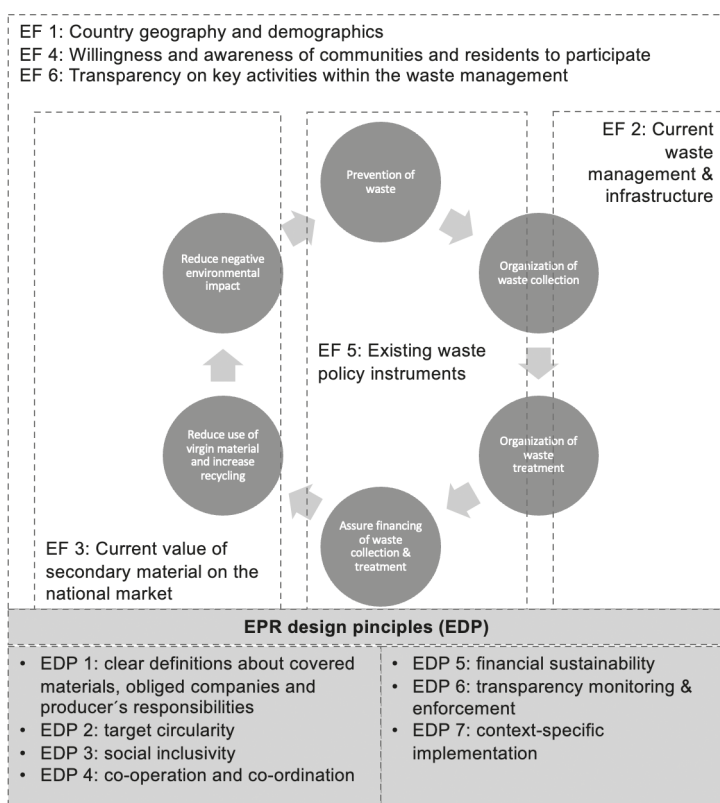 EF 1: Country geography and demographics
EF 4: Willingness and awareness of communities and residents to participate
EF 6: Transparency on key activities within the waste management
EF 2: Current
waste
management &
infrastructure
Prevention of
waste
Reduce negative
environmental
impact
Organization of
waste collection
EF 5: Existing waste
policy instruments
Reduce use of
virgin material
and increase
recycling
Organization of
waste
treatment
Assure financing
of waste
collection &
treatment
EF 3: Current value of
secondary material on the
national market
EPR design pinciples (EDP)
• EDP 1: clear definitions about covered
materials, obliged companies and
producer´s responsibilities
• EDP 2: target circularity
• EDP 3: social inclusivity
• EDP 4: co-operation and co-ordination
• EDP 5: financial sustainability
• EDP 6: transparency monitoring &
enforcement
• EDP 7: context-specific
implementation